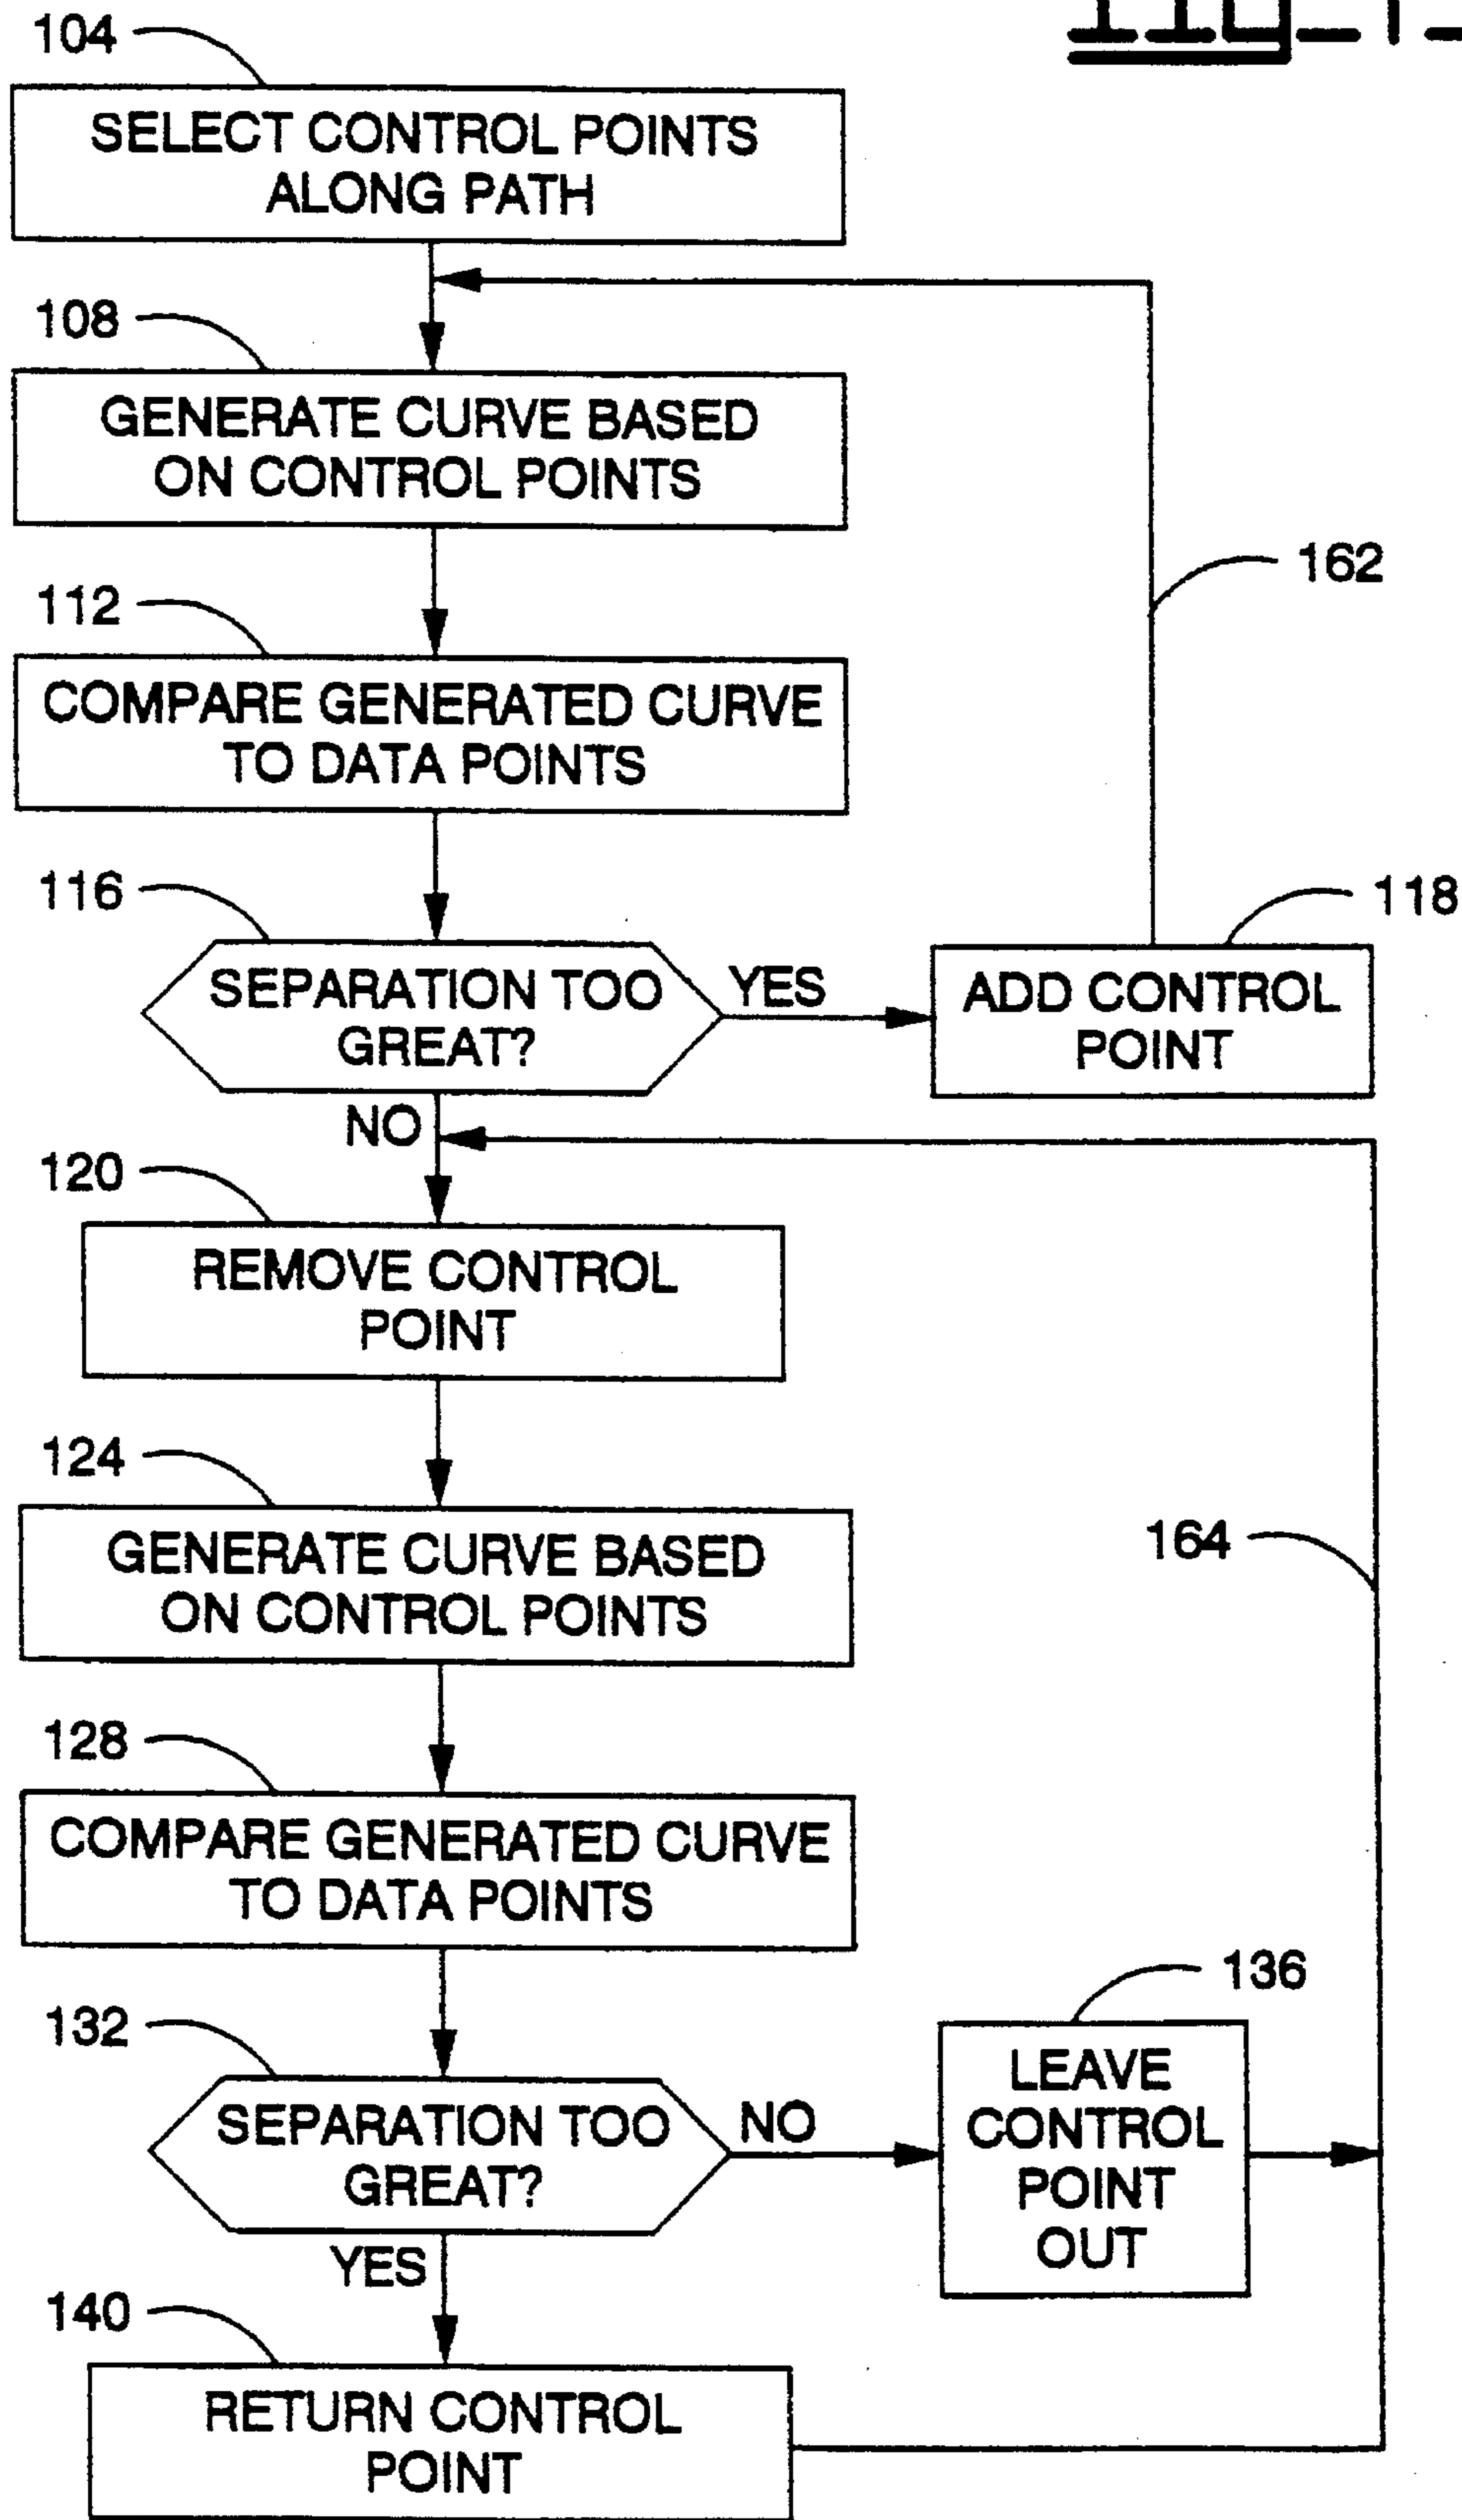 104
SELECT CONTROL POINTS
ALONG PATH
108
GENERATE CURVE BASED
ON CONTROL POINTS
162
112
COMPARE GENERATED CURVE
TO DATA POINTS
116
118
SEPARATION TOO
GREAT?
YES
ADD CONTROL
POINT
NO
120
REMOVE CONTROL
POINT
124
GENERATE CURVE BASED
ON CONTROL POINTS
164
128
COMPARE GENERATED CURVE
TO DATA POINTS
136
132
SEPARATION TOO
GREAT?
NO
LEAVE
CONTROL
POINT
OUT
YES
140
RETURN CONTROL
POINT